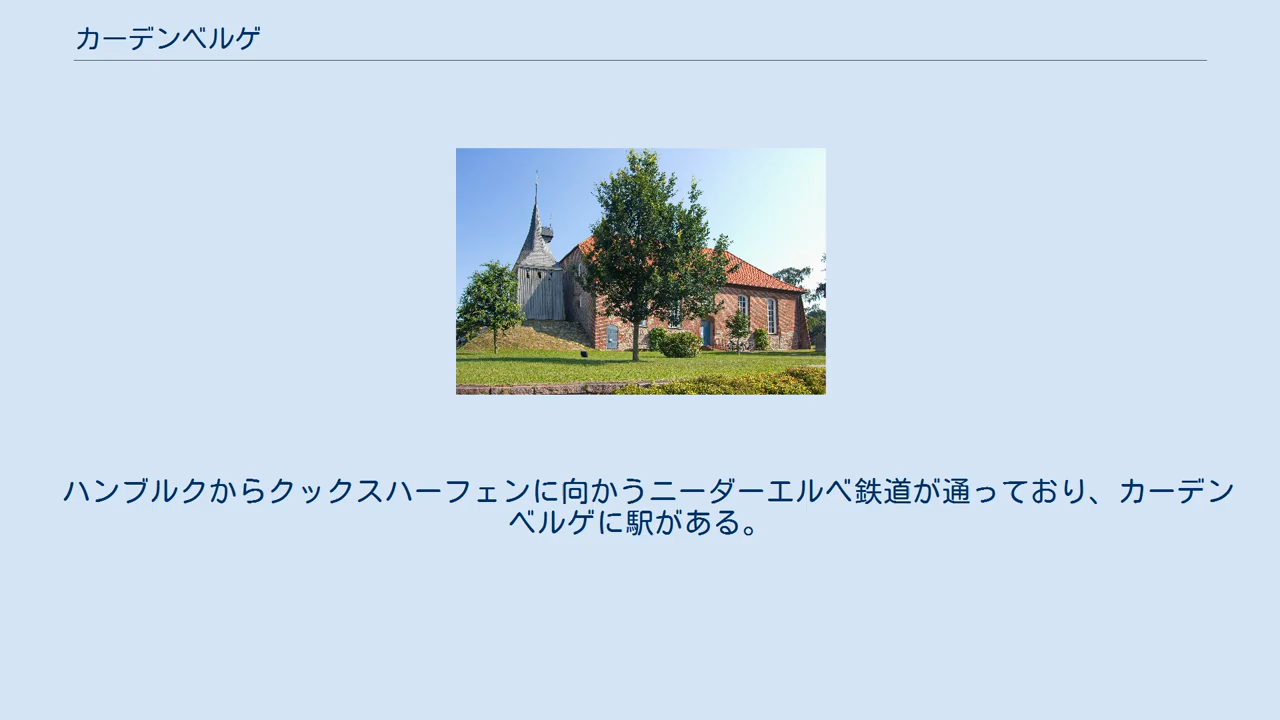 カーデンベルゲ
ハンブルクからクックスハーフェンに向かうニーダーエルベ鉄道が通っており、カーデン
ベルゲに駅がある。